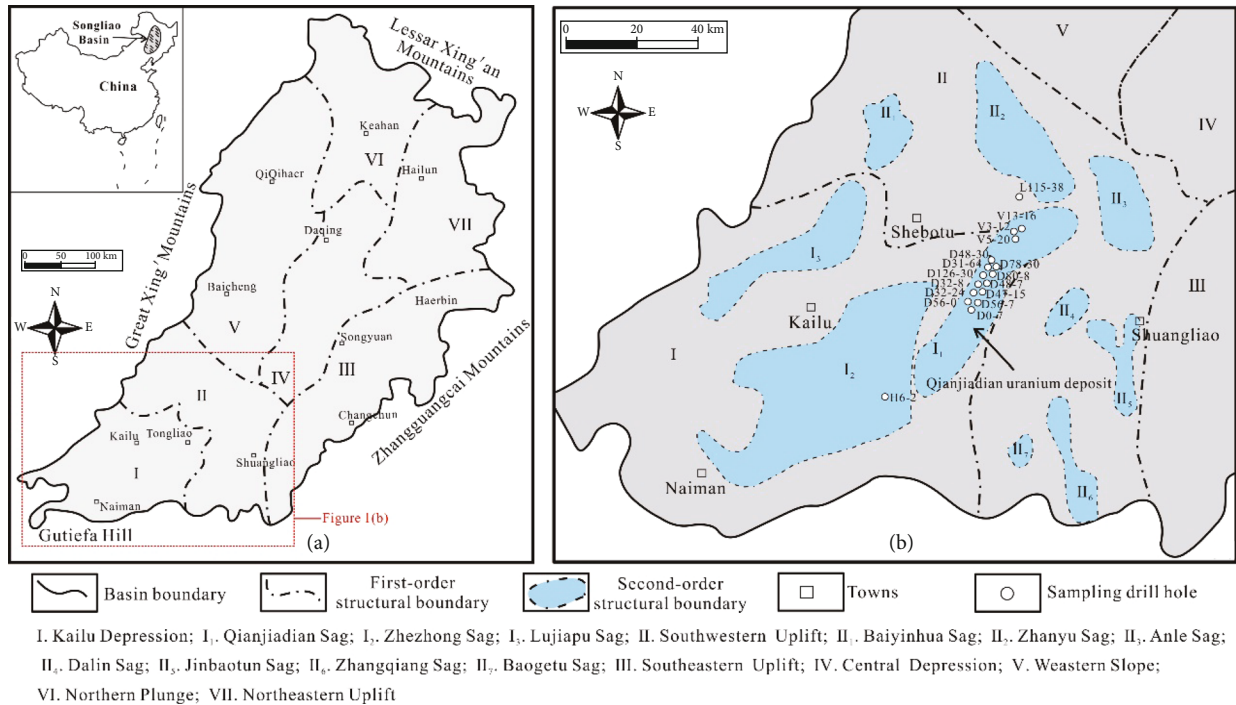 Songliao
Basin
China
Lessar Xing'an
Mountains
Keahan
VI
QiQihaer
Hailun
VII
Daqing
0 50 100 km
N
W E
S
Great Xing'Mountains
Baicheng
Haerbin
V
Songyuan
III
IV
Zhangguangcai Mountains
II
Changchun
Kailu
Tongliao
Shuangliao
I
Naiman
Gutiefa Hill
Figure 1(b)
(a)
0 20 40 km
N
W E
S
V
II
II₂
IV
L115-38
II₃
V13-16
V3-12
V5-20
Shebotu
I₃
D48-30
D31-64
D78-30
D126-30
D80-8
D32-8
D48-7
D32-24
D47-15
D56-0
D56-7
D0-7
III
Kailu
II₄
Shuangliao
I
I₁
I₂
Qianjiadian uranium deposit
II6-2
II₅
II₇
Naiman
II₆
(b)
Basin boundary
First-order
structural boundary
Second-order
structural boundary
Towns
Sampling drill hole
I. Kailu Depression; I₁. Qianjiadian Sag; I₂. Zhezhong Sag; I₃. Lujiapu Sag; II. Southwestern Uplift; II₁. Baiyinhua Sag; II₂. Zhanyu Sag; II₃. Anle Sag;
II₄. Dalin Sag; II₅. Jinbaotun Sag; II₆. Zhangqiang Sag; II₇. Baogetu Sag; III. Southeastern Uplift; IV. Central Depression; V. Weastern Slope;
VI. Northern Plunge; VII. Northeastern Uplift